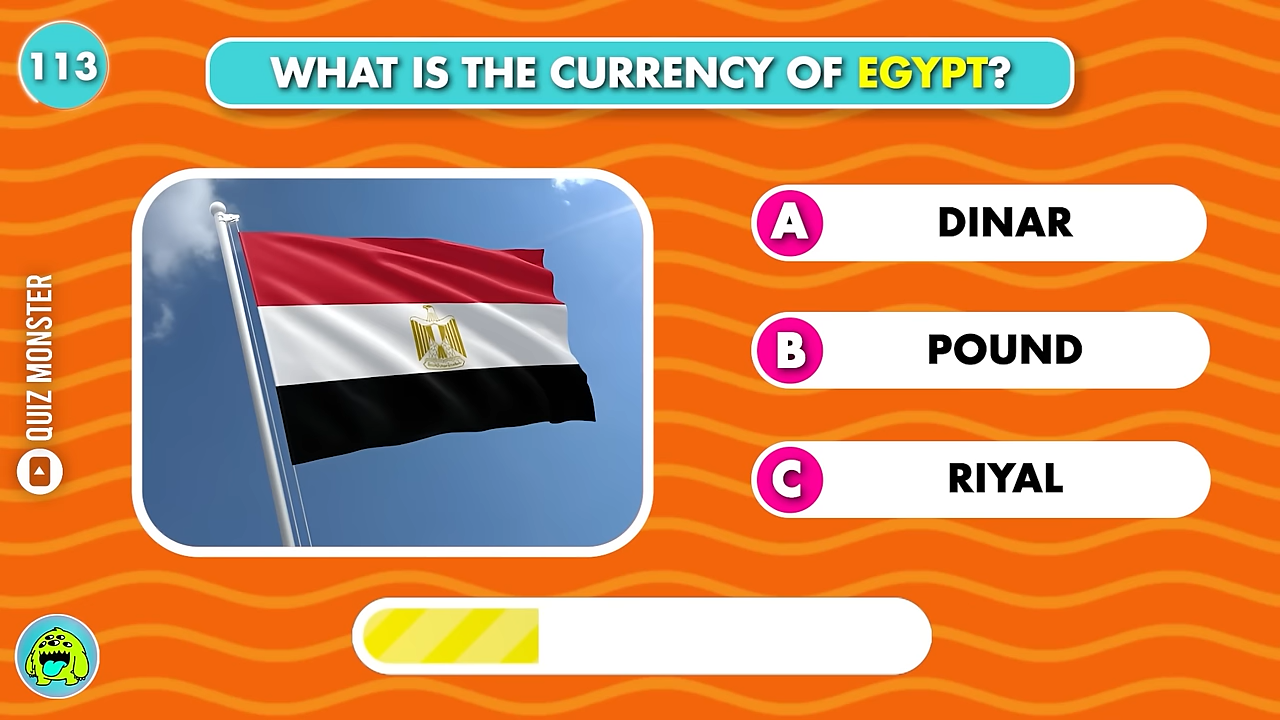 113
WHAT IS THE CURRENCY OF EGYPT?
A DINAR
B POUND
C RIYAL
QUIZ MONSTER